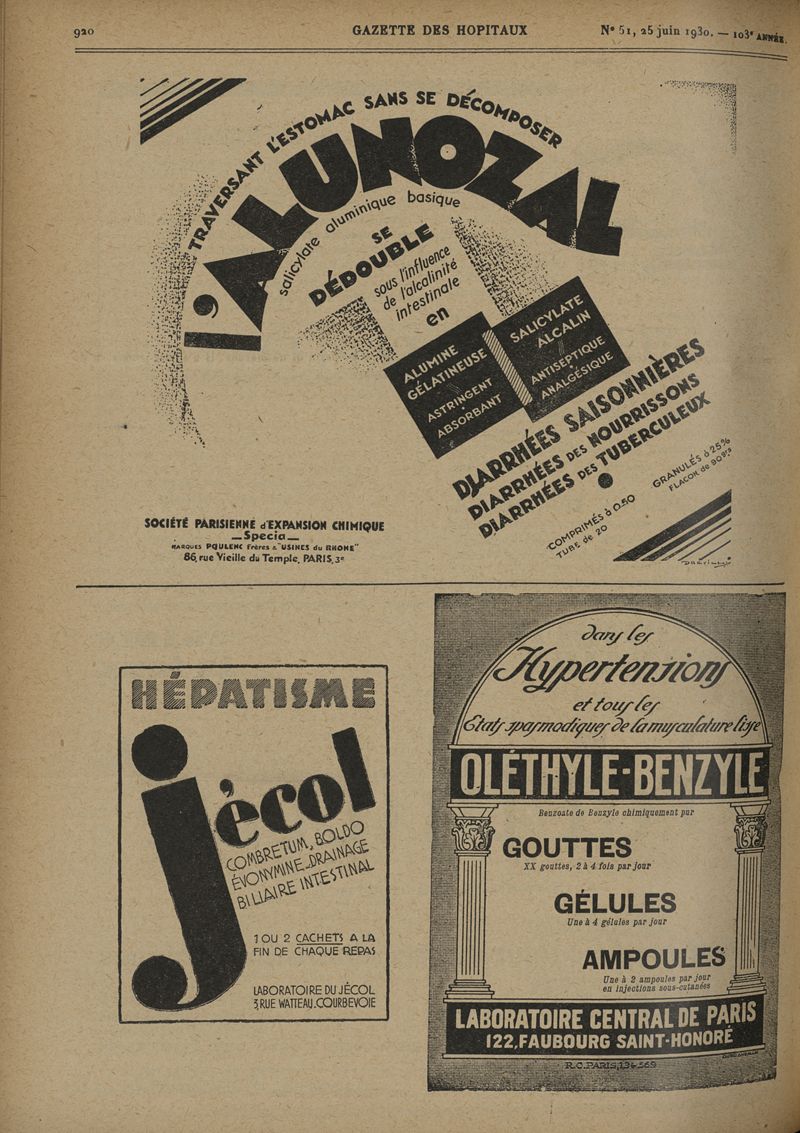 920
GAZETTE DES HOPITAUX
N° 51, 25 juin 1930. — 103e ANNÉE.
TRAVERSANT L'ESTOMAC SANS SE DÉCOMPOSER
l'ALUNOZAL
salicylate aluminique basique
SE
DÉDOUBLE
sous l'influence
de l'alcalinité
intestinale
en
ALUMINE
GÉLATINEUSE
ASTRINGENT
ABSORBANT
SALICYLATE
ALCALIN
ANTISEPTIQUE
ANALGÉSIQUE
DIARRHÉES SAISONNIÈRES
DIARRHÉES DES NOURRISSONS
DIARRHÉES DES TUBERCULEUX
COMPRIMÉS à 0.50
TUBE de 20
GRANULÉS à 25%
FLACON de 90grs
SOCIÉTÉ PARISIENNE d'EXPANSION CHIMIQUE
_Specia_
MARQUES POULENC Frères & "USINES du RHONE"
86, rue Vieille du Temple, PARIS, 3e
HÉPATISME
jécol
COMBRETUM, BOLDO
ÉVONYMINE_DRAINAGE
BILIAIRE INTESTINAL
1 OU 2 CACHETS A LA
FIN DE CHAQUE REPAS
LABORATOIRE DU JÉCOL
3 RUE WATTEAU_COURBEVOIE
dans les
Hypertensions
et tous les
États spasmodiques de la musculature lisse
OLÉTHYLE-BENZYLE
Benzoate de Benzyle chimiquement pur
GOUTTES
XX gouttes, 2 à 4 fois par jour
GÉLULES
Une à 4 gélules par jour
AMPOULES
Une à 2 ampoules par jour
en injections sous-cutanées
LABORATOIRE CENTRAL DE PARIS
122, FAUBOURG SAINT-HONORÉ
R.C. PARIS, 134-569